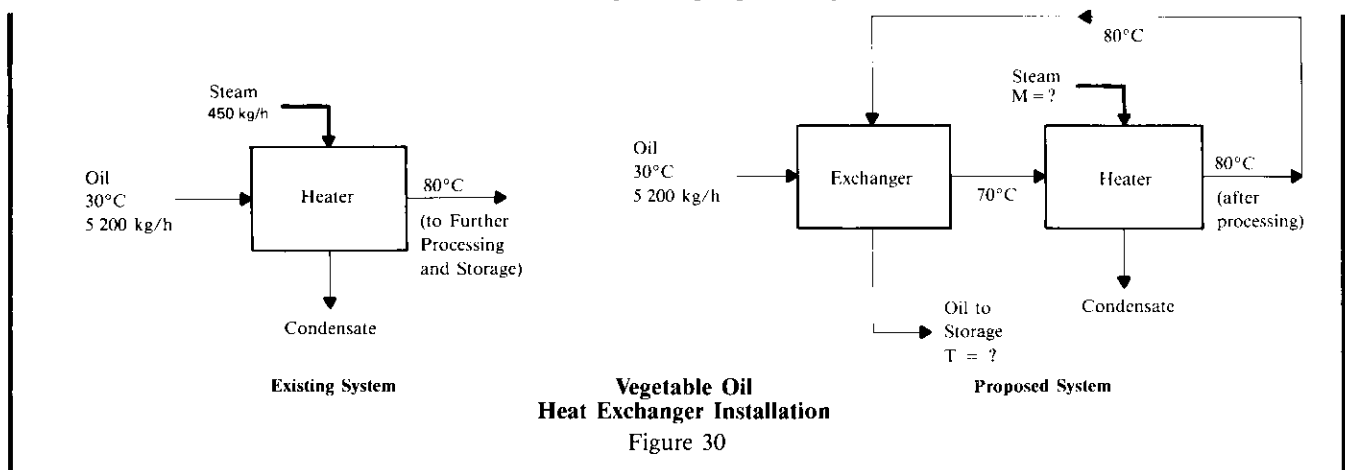 Steam
450 kg/h
Oil
30°C
5 200 kg/h
Heater
80°C
(to Further
Processing
and Storage)
Condensate
Existing System
80°C
Steam
M = ?
Oil
30°C
5 200 kg/h
Exchanger
70°C
Heater
80°C
(after
processing)
Condensate
Oil to
Storage
T = ?
Proposed System
Vegetable Oil
Heat Exchanger Installation
Figure 30